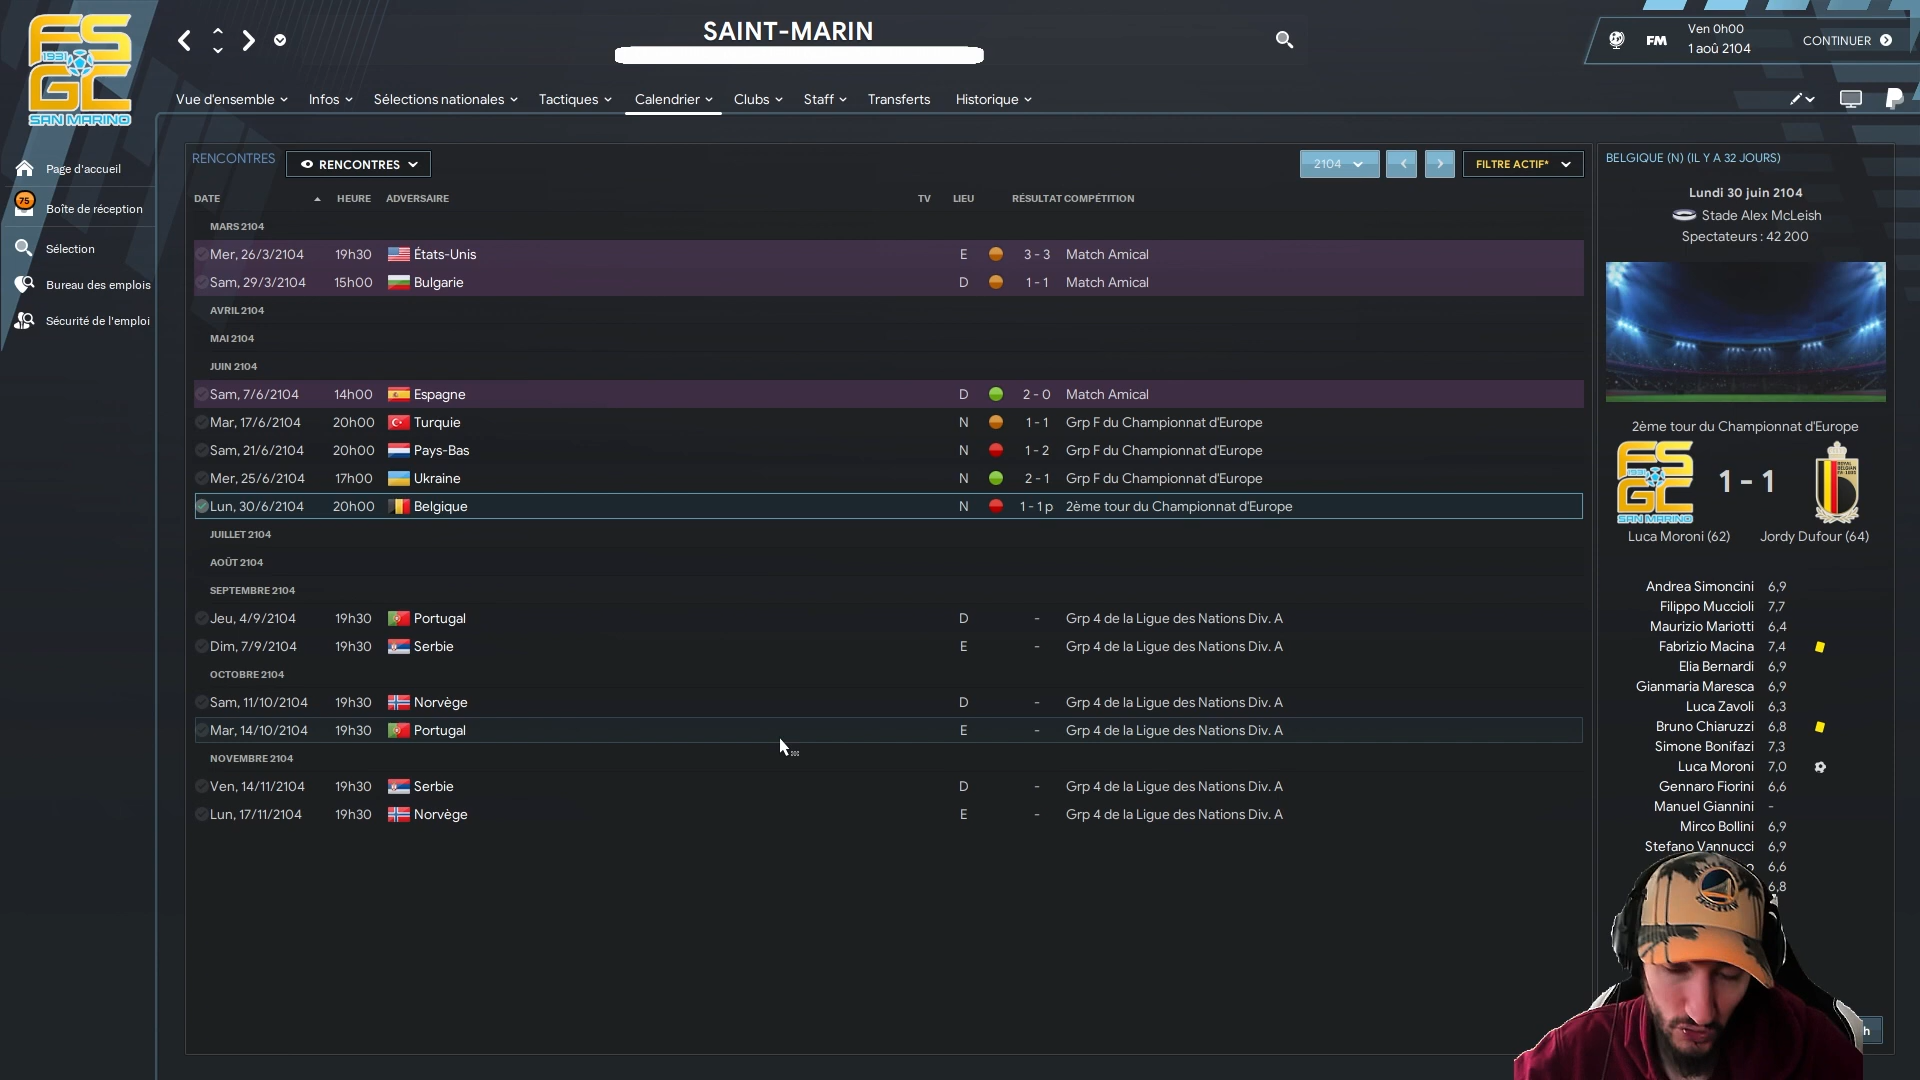 SAINT-MARIN
Ven 0h00
1 aoû 2104
FM
CONTINUER
FSGC
1931
SAN MARINO
Vue d'ensemble
Infos
Sélections nationales
Tactiques
Calendrier
Clubs
Staff
Transferts
Historique
Page d'accueil
75
Boîte de réception
Sélection
Bureau des emplois
Sécurité de l'emploi
RENCONTRES
RENCONTRES
2104
FILTRE ACTIF*
DATE HEURE ADVERSAIRE TV LIEU RÉSULTAT COMPÉTITION
MARS 2104
Mer, 26/3/2104 19h30 États-Unis E 3 - 3 Match Amical
Sam, 29/3/2104 15h00 Bulgarie D 1 - 1 Match Amical
AVRIL 2104
MAI 2104
JUIN 2104
Sam, 7/6/2104 14h00 Espagne D 2 - 0 Match Amical
Mar, 17/6/2104 20h00 Turquie N 1 - 1 Grp F du Championnat d'Europe
Sam, 21/6/2104 20h00 Pays-Bas N 1 - 2 Grp F du Championnat d'Europe
Mer, 25/6/2104 17h00 Ukraine N 2 - 1 Grp F du Championnat d'Europe
Lun, 30/6/2104 20h00 Belgique N 1 - 1 p 2ème tour du Championnat d'Europe
JUILLET 2104
AOÛT 2104
SEPTEMBRE 2104
Jeu, 4/9/2104 19h30 Portugal D - Grp 4 de la Ligue des Nations Div. A
Dim, 7/9/2104 19h30 Serbie E - Grp 4 de la Ligue des Nations Div. A
OCTOBRE 2104
Sam, 11/10/2104 19h30 Norvège D - Grp 4 de la Ligue des Nations Div. A
Mar, 14/10/2104 19h30 Portugal E - Grp 4 de la Ligue des Nations Div. A
NOVEMBRE 2104
Ven, 14/11/2104 19h30 Serbie D - Grp 4 de la Ligue des Nations Div. A
Lun, 17/11/2104 19h30 Norvège E - Grp 4 de la Ligue des Nations Div. A
BELGIQUE (N) (IL Y A 32 JOURS)
Lundi 30 juin 2104
Stade Alex McLeish
Spectateurs : 42 200
2ème tour du Championnat d'Europe
FSGC
1931
SAN MARINO
1 - 1
Luca Moroni (62) Jordy Dufour (64)
Andrea Simoncini 6,9
Filippo Muccioli 7,7
Maurizio Mariotti 6,4
Fabrizio Macina 7,4
Elia Bernardi 6,9
Gianmaria Maresca 6,9
Luca Zavoli 6,3
Bruno Chiaruzzi 6,8
Simone Bonifazi 7,3
Luca Moroni 7,0
Gennaro Fiorini 6,6
Manuel Giannini -
Mirco Bollini 6,9
Stefano Vannucci 6,9
6,6
6,8